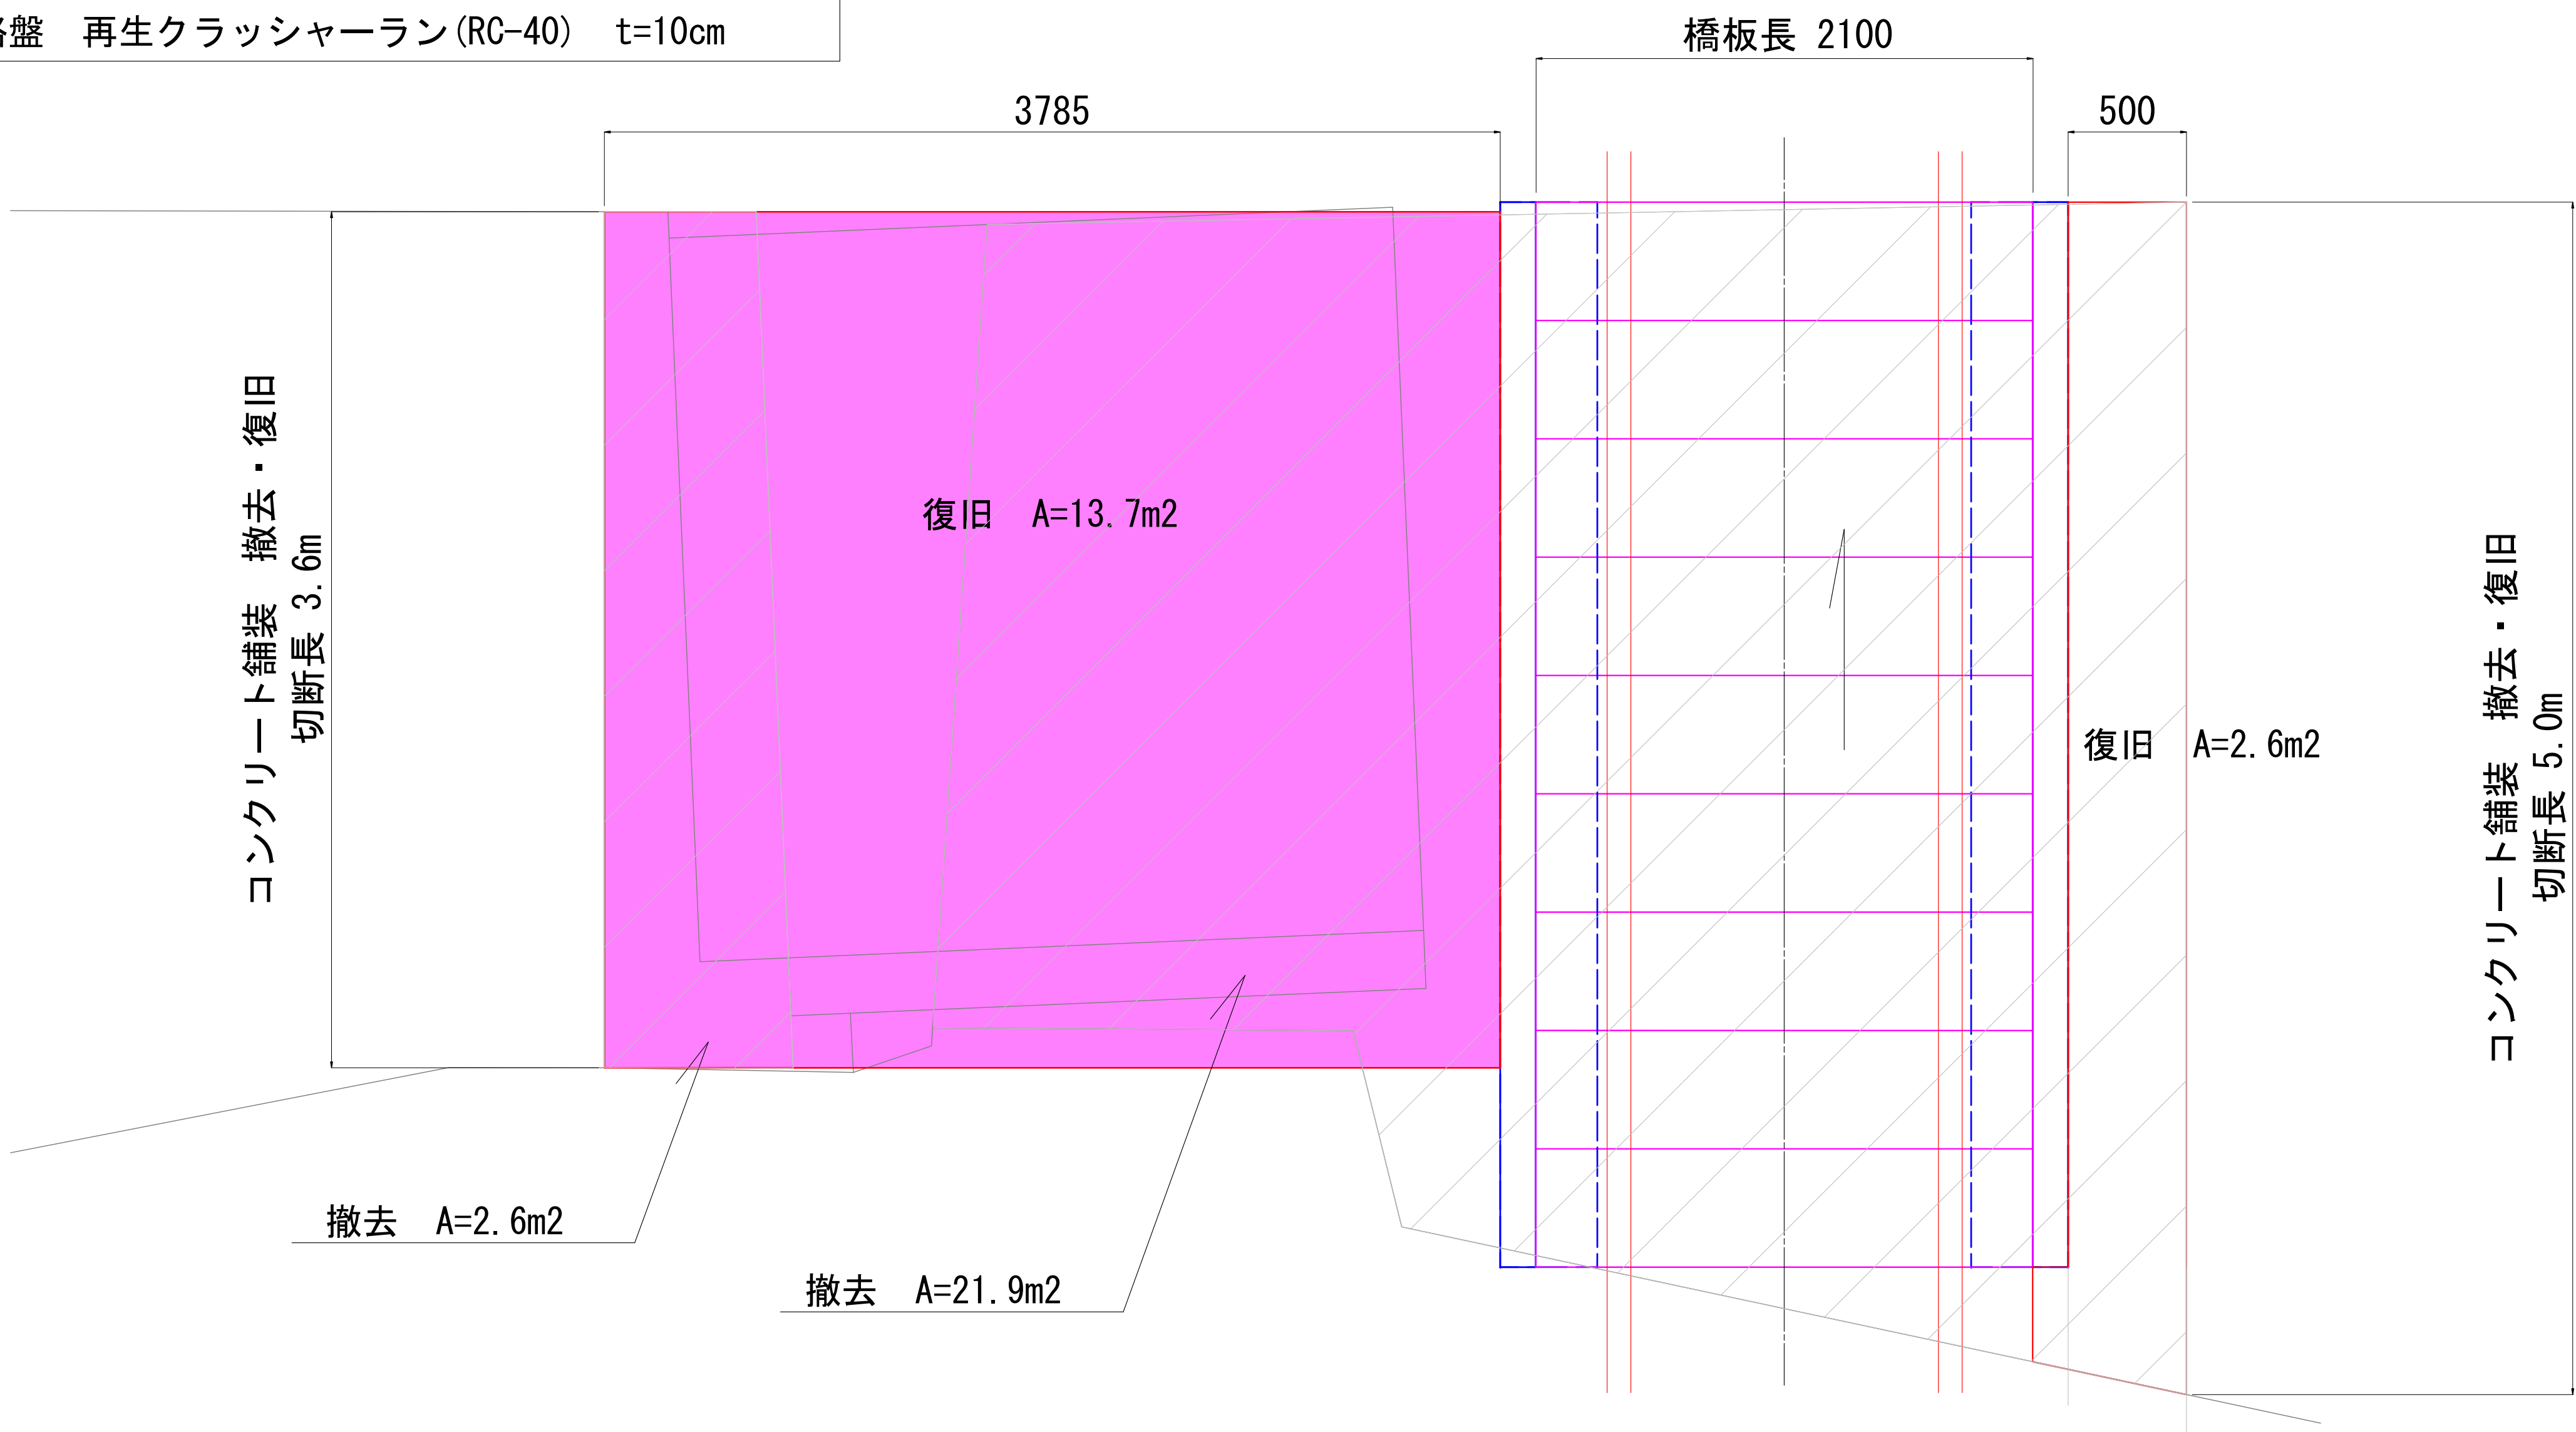 盤　再生クラッシャーラン(RC-40)　t=10cm
橋板長 2100
3785
500
コンクリート舗装　撤去・復旧
切断長 3.6m
復旧　A=13.7m2
復旧　A=2.6m2
コンクリート舗装　撤去・復旧
切断長 5.0m
撤去　A=2.6m2
撤去　A=21.9m2